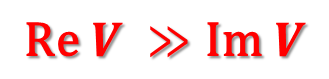 Re V ≫ Im V